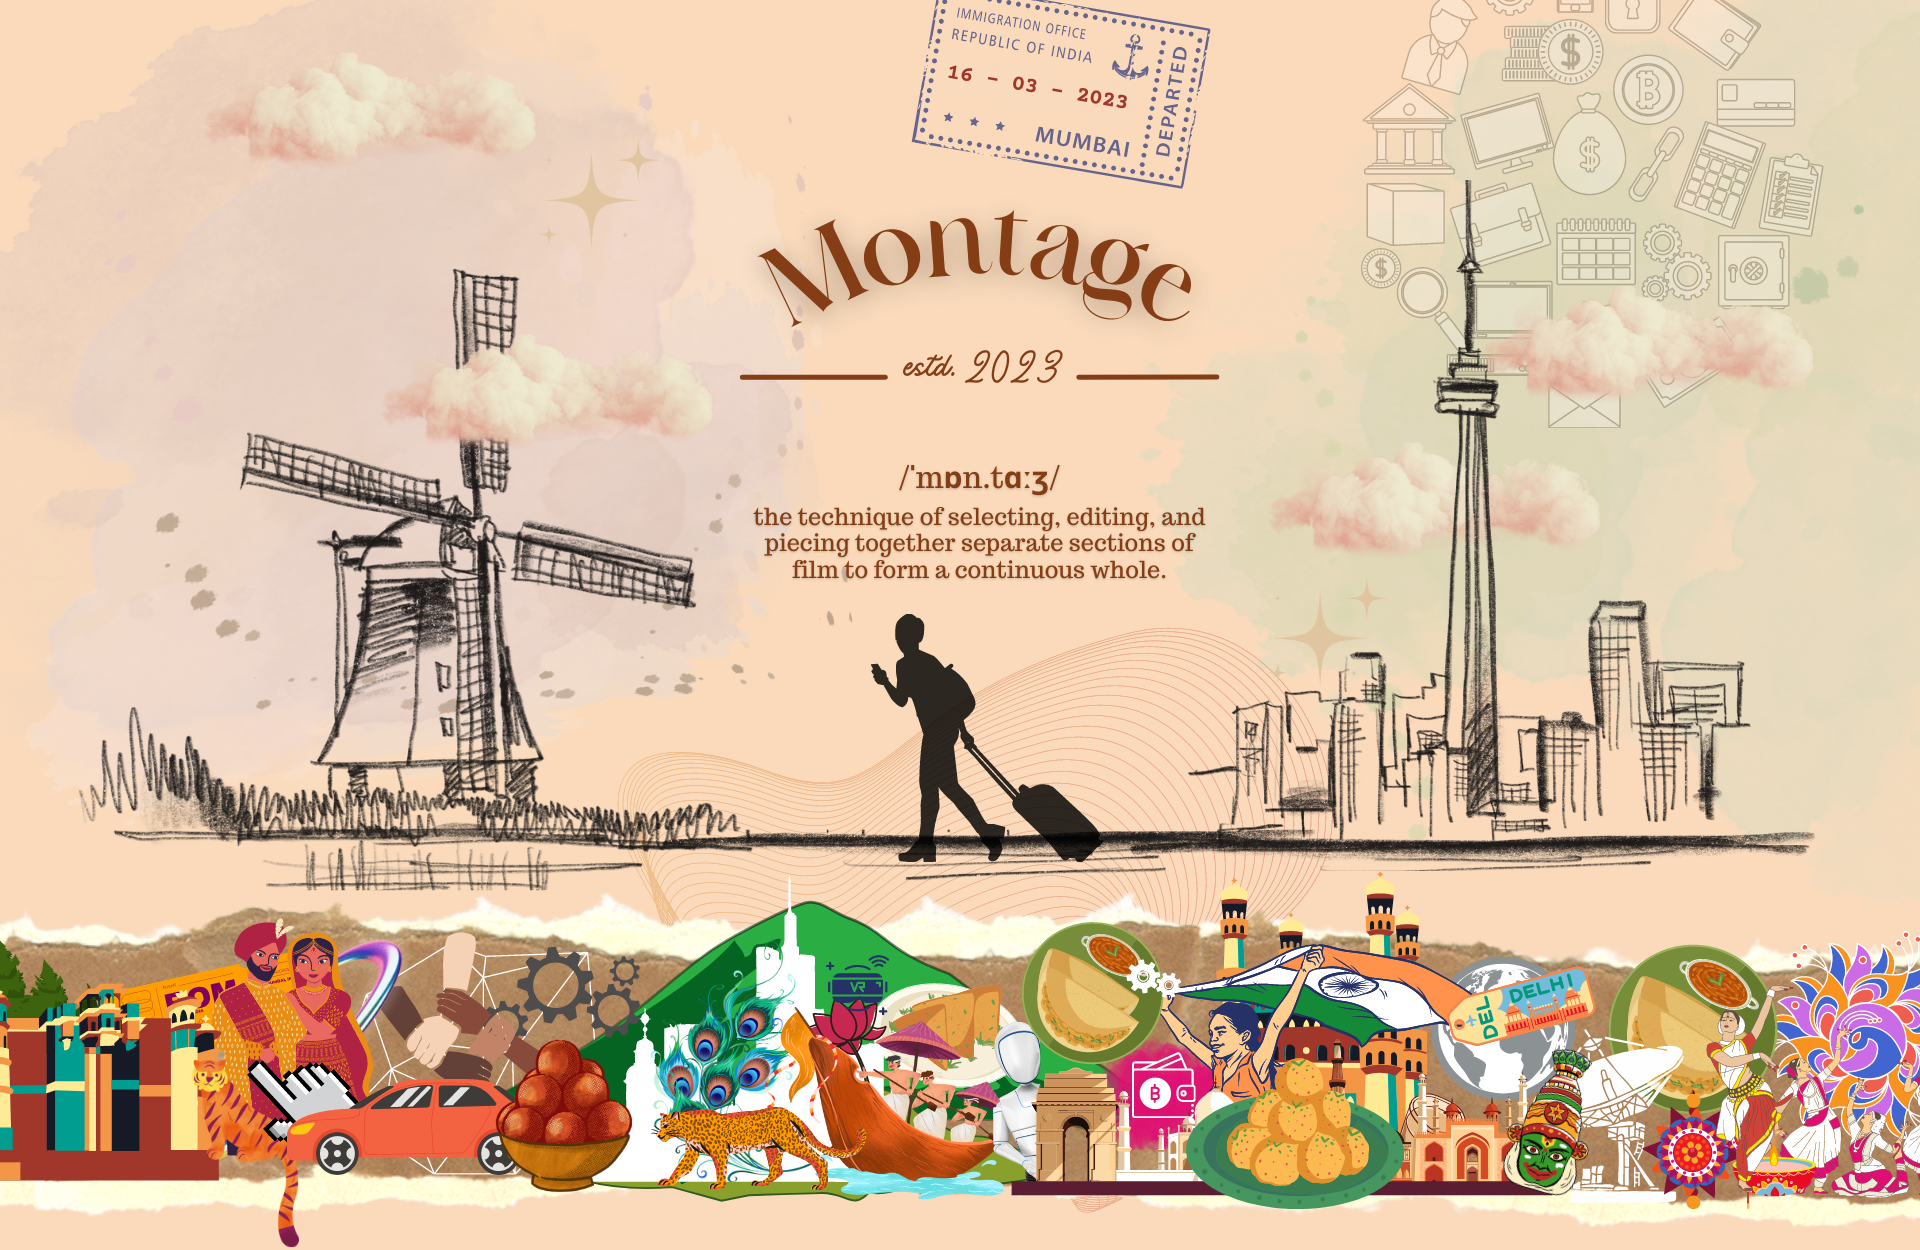 IMMIGRATION OFFICE
REPUBLIC OF INDIA
16 - 03 - 2023
MUMBAI
DEPARTED
Montage
estd. 2023
/ˈmɒn.tɑːʒ/
the technique of selecting, editing, and
piecing together separate sections of
film to form a continuous whole.
VR
DEL
DELHI